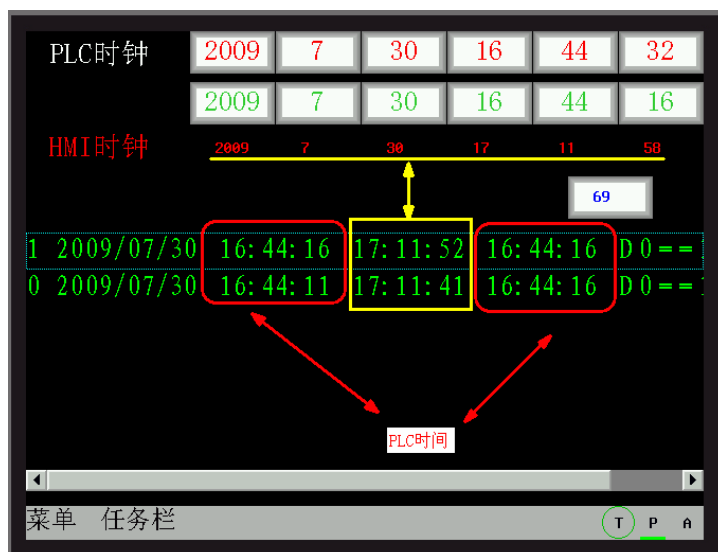 PLC时钟 2009 7 30 16 44 32
2009 7 30 16 44 16
HMI时钟 2009 7 30 17 11 58
69
1 2009/07/30 16:44:16 17:11:52 16:44:16 D0==
0 2009/07/30 16:44:11 17:11:41 16:44:16 D0==
PLC时间
菜单 任务栏 T P A